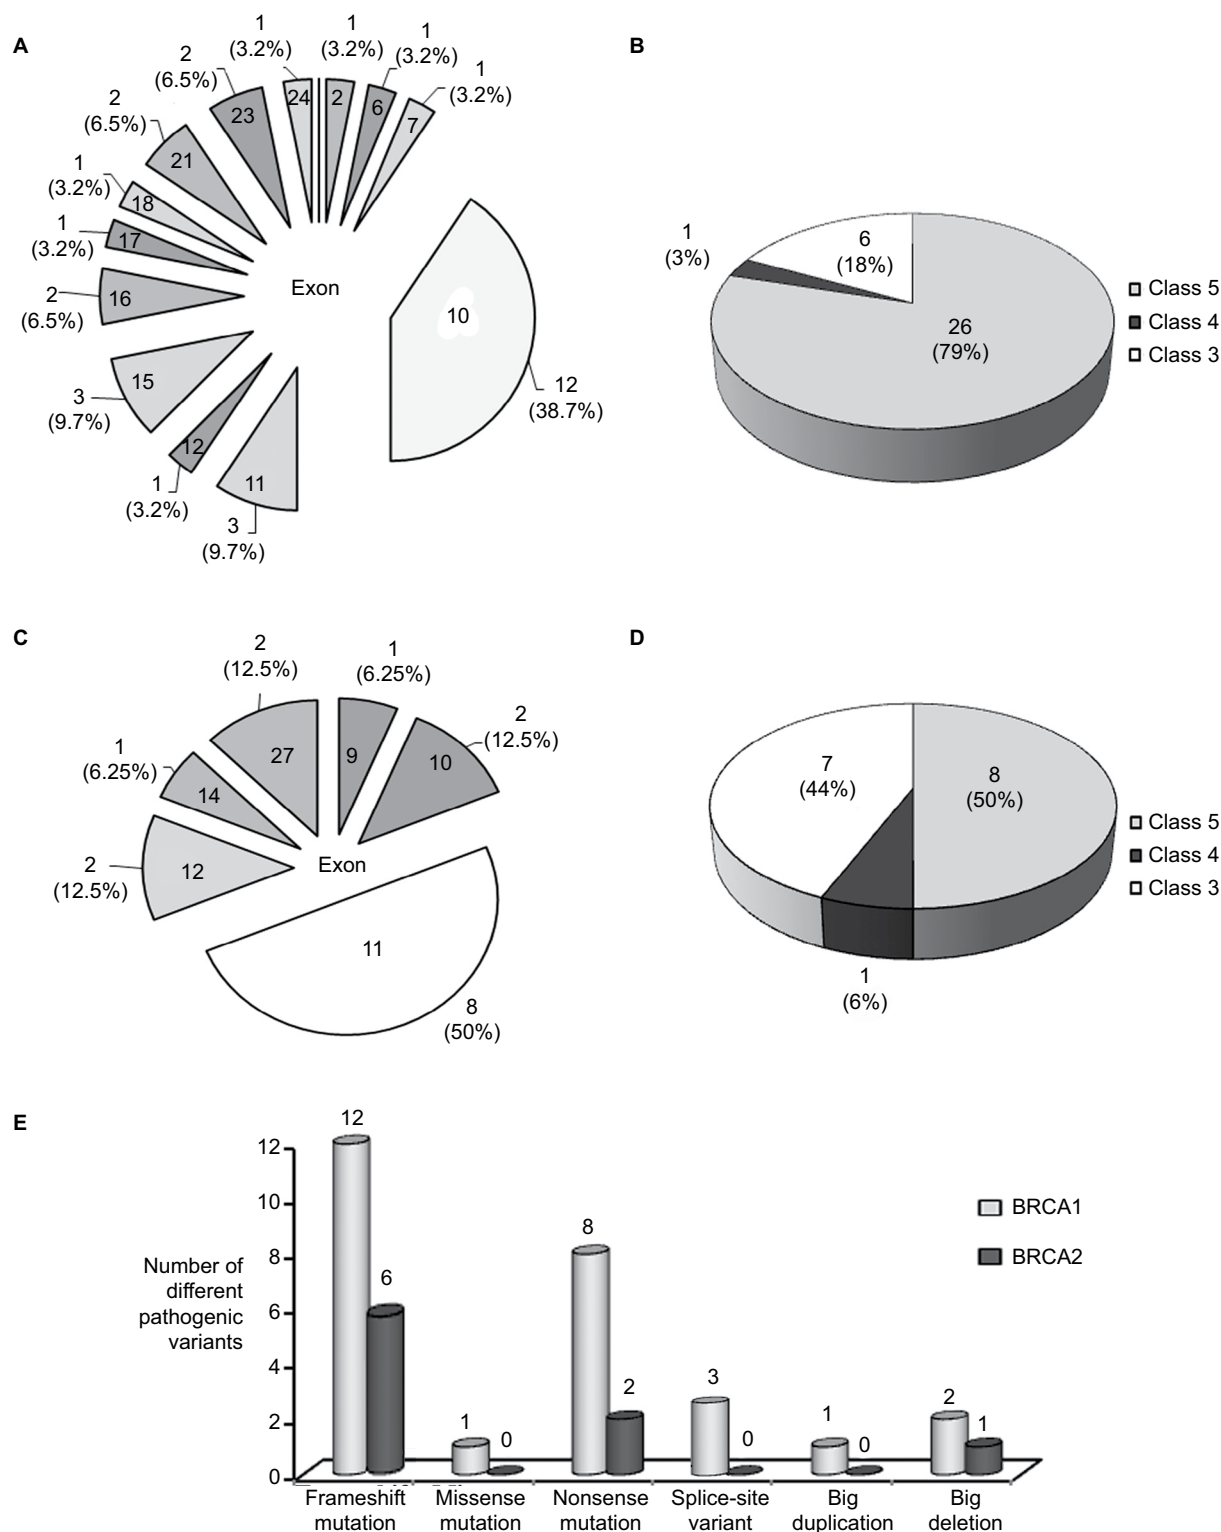 A
1
(3.2%)
1
(3.2%)
1
(3.2%)
1
(3.2%)
2
(6.5%)
2
(6.5%)
1
(3.2%)
1
(3.2%)
2
(6.5%)
3
(9.7%)
1
(3.2%)
3
(9.7%)
12
(38.7%)
24
2
6
7
23
21
18
17
16
15
12
11
10
Exon
B
1
(3%)
6
(18%)
26
(79%)
Class 5
Class 4
Class 3
C
2
(12.5%)
1
(6.25%)
2
(12.5%)
1
(6.25%)
2
(12.5%)
8
(50%)
27
9
10
14
12
11
Exon
D
7
(44%)
8
(50%)
1
(6%)
Class 5
Class 4
Class 3
E
Number of
different
pathogenic
variants
12
10
8
6
4
2
0
12
6
1
0
8
2
3
0
1
0
2
1
BRCA1
BRCA2
Frameshift
mutation
Missense
mutation
Nonsense
mutation
Splice-site
variant
Big
duplication
Big
deletion